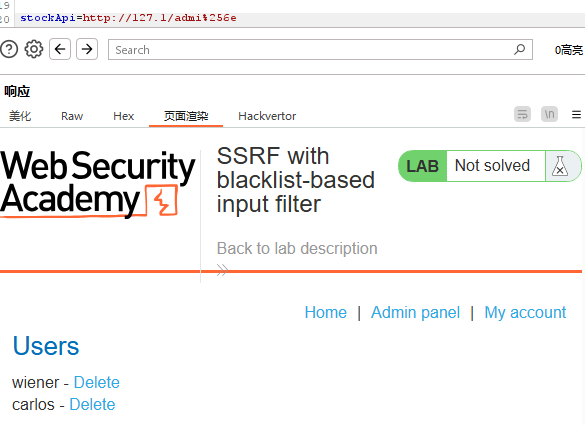 19
20 stockApi=http://127.1/admi%256e
Search
0高亮
响应
美化 Raw Hex 页面渲染 Hackvertor
\n
WebSecurity
Academy
SSRF with
blacklist-based
input filter
LAB Not solved
Back to lab description
Home | Admin panel | My account
Users
wiener - Delete
carlos - Delete